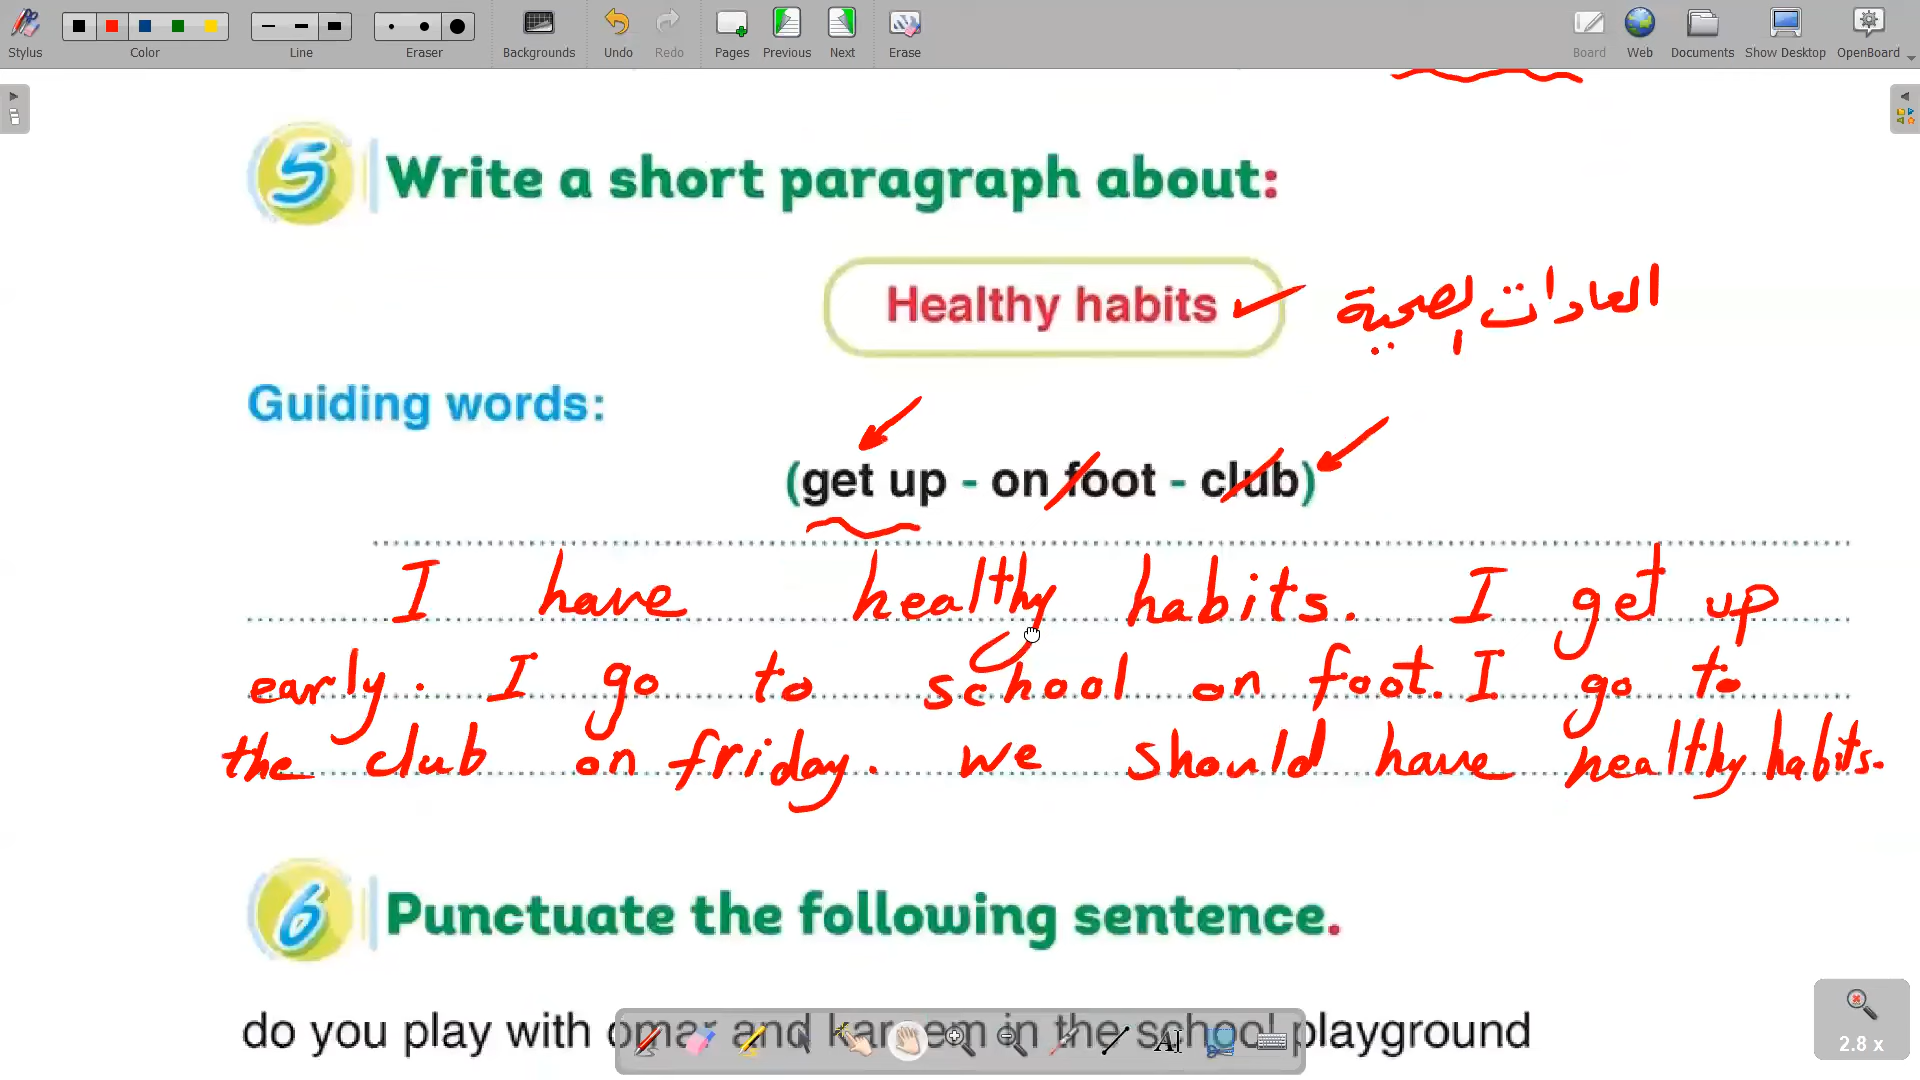 Stylus Color Line Eraser Backgrounds Undo Redo Pages Previous Next Erase Board Web Documents Show Desktop OpenBoard
5 Write a short paragraph about:
Healthy habits العادات الصحية
Guiding words:
(get up - on foot - club)
I have healthy habits. I get up
early. I go to school on foot. I go to
the club on friday. we should have healthy habits.
6 Punctuate the following sentence.
do you play with omar and kareem in the school playground
2.8 x